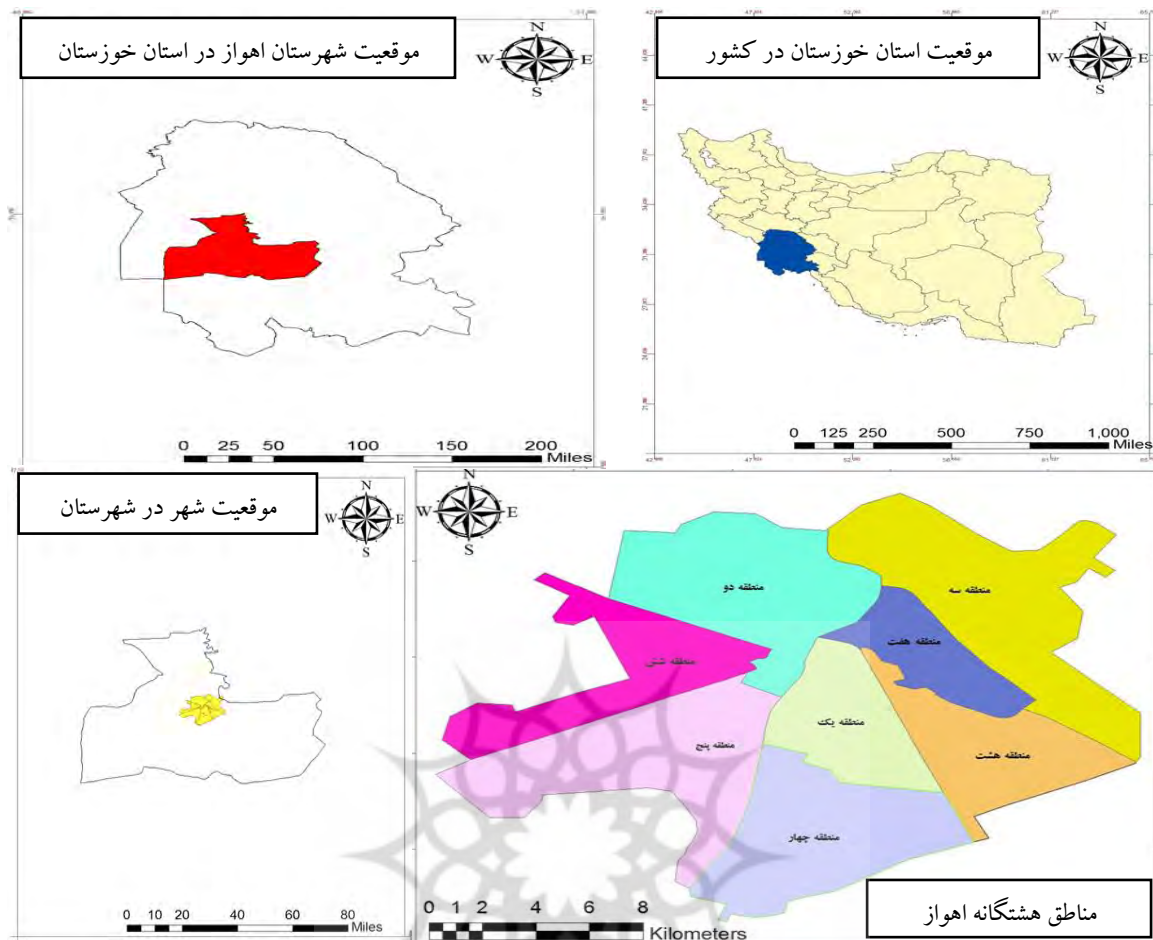 موقعیت استان خوزستان در کشور
N
W E
S
0 125 250 500 750 1,000
Miles
موقعیت شهرستان اهواز در استان خوزستان
N
W E
S
0 25 50 100 150 200
Miles
موقعیت شهر در شهرستان
N
W E
S
0 10 20 40 60 80
Miles
N
W E
S
منطقه دو
منطقه سه
منطقه هفت
منطقه شش
منطقه یک
منطقه پنج
منطقه هشت
منطقه چهار
0 1 2 4 6 8
Kilometers
مناطق هشتگانه اهواز